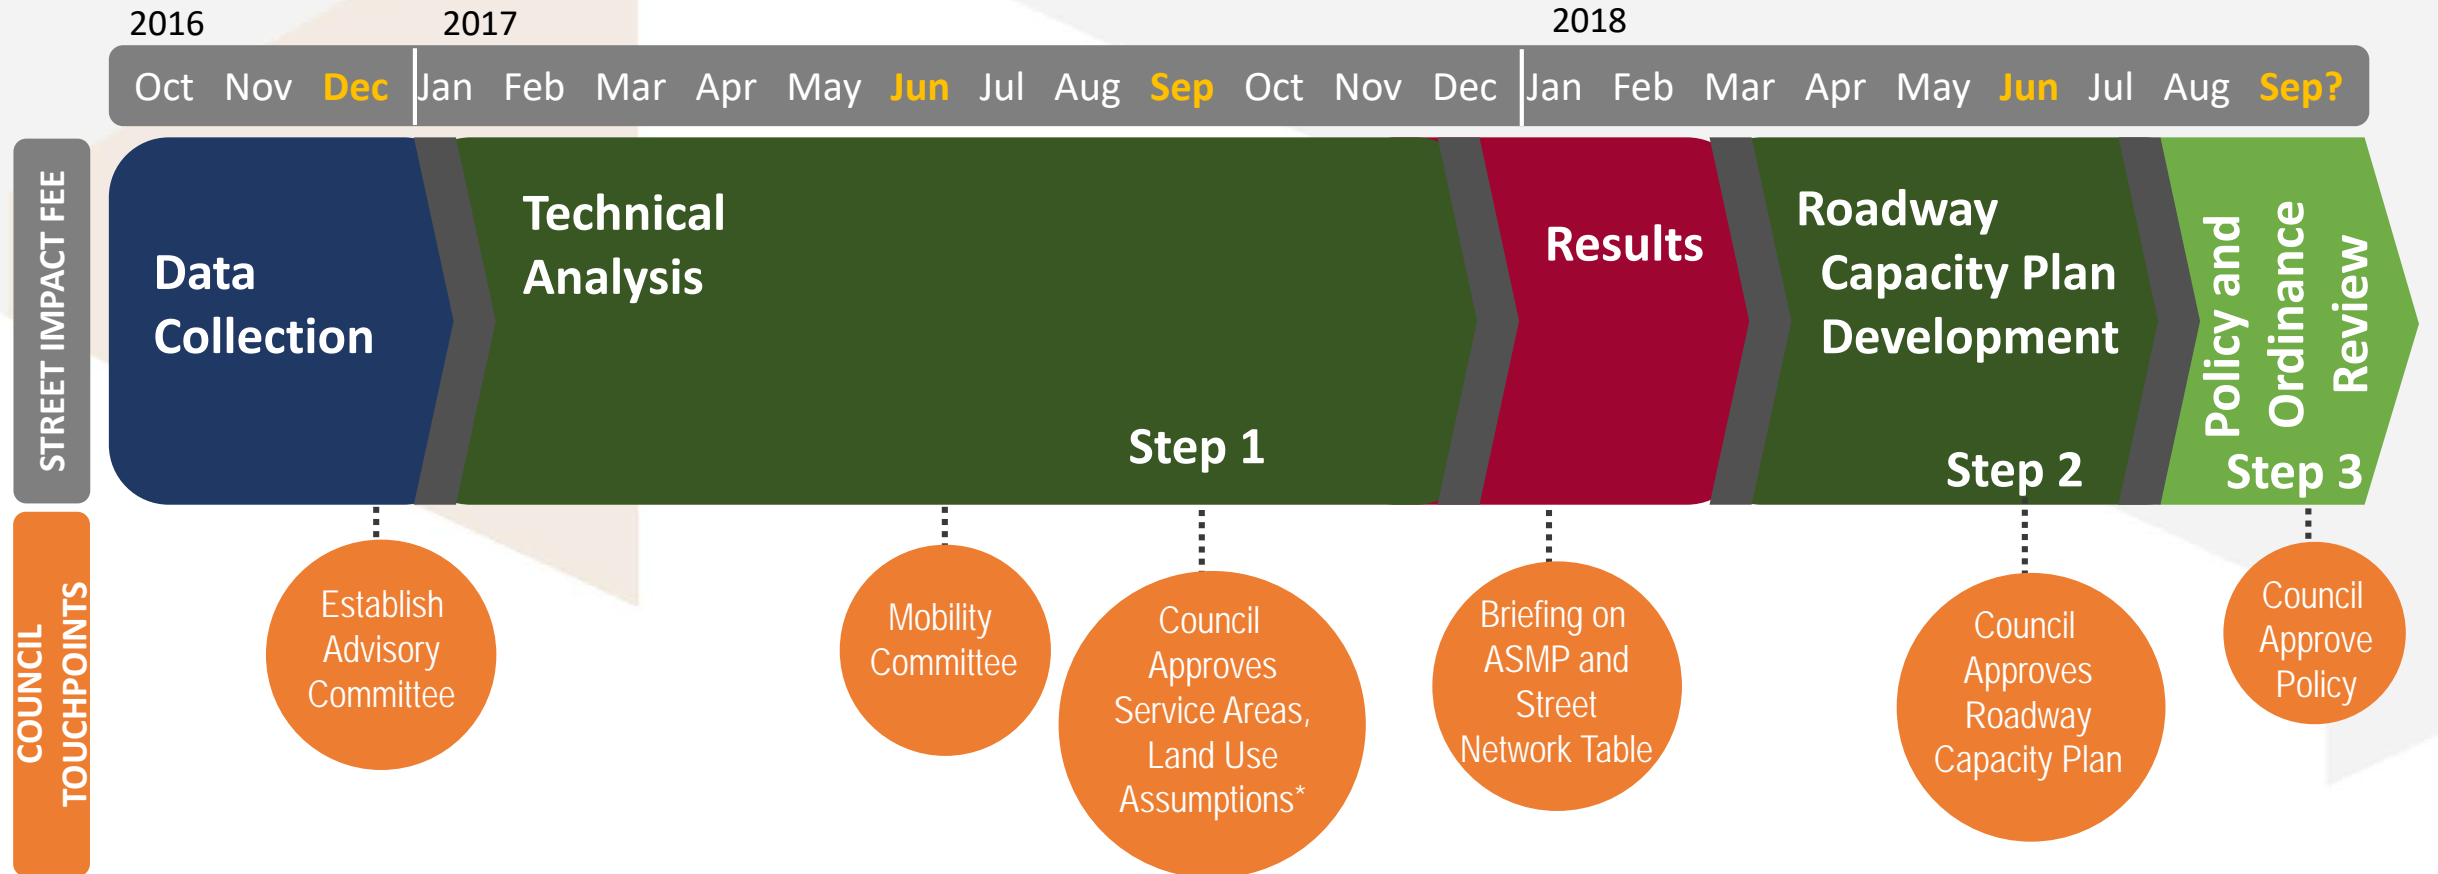 2016
2017
2018
Oct Nov Dec Jan Feb Mar Apr May Jun Jul Aug Sep Oct Nov Dec Jan Feb Mar Apr May Jun Jul Aug Sep?
STREET IMPACT FEE
Data
Collection
Technical
Analysis
Step 1
Results
Roadway
Capacity Plan
Development
Step 2
Policy and
Ordinance
Review
Step 3
COUNCIL
TOUCHPOINTS
Establish
Advisory
Committee
Mobility
Committee
Council
Approves
Service Areas,
Land Use
Assumptions*
Briefing on
ASMP and
Street
Network Table
Council
Approves
Roadway
Capacity Plan
Council
Approve
Policy